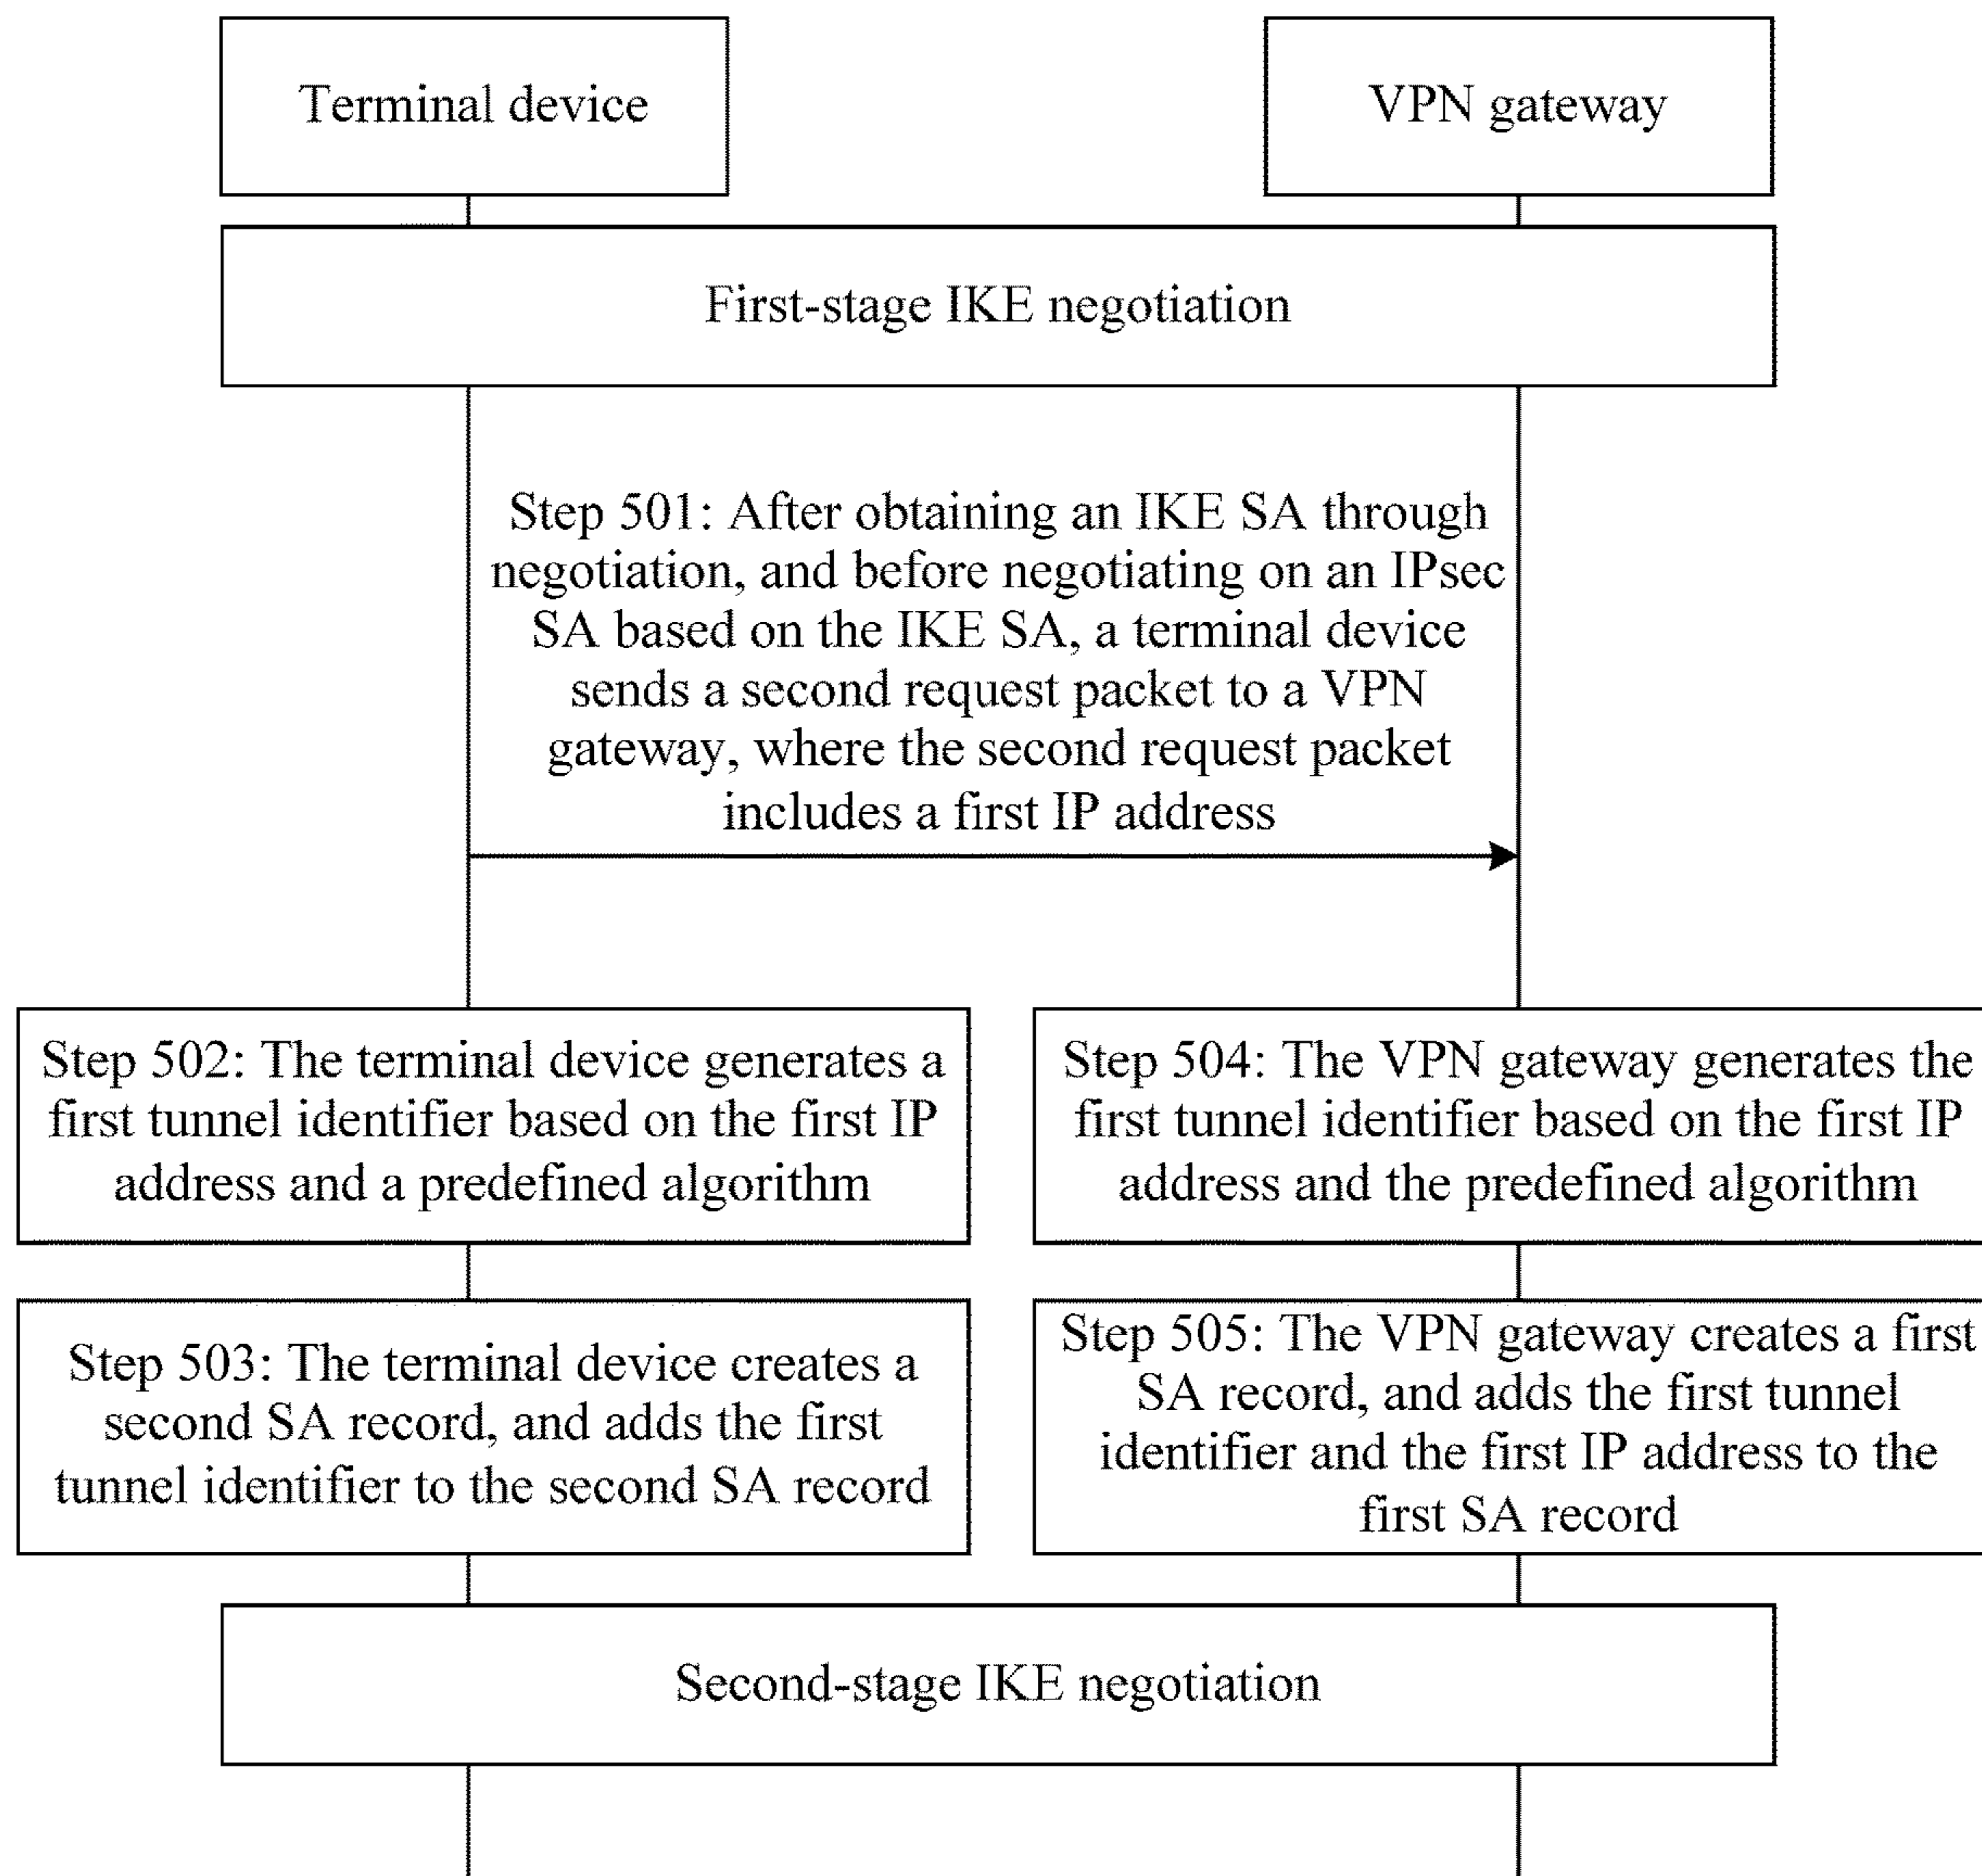 Terminal device
VPN gateway
First-stage IKE negotiation
Step 501: After obtaining an IKE SA through
negotiation, and before negotiating on an IPsec
SA based on the IKE SA, a terminal device
sends a second request packet to a VPN
gateway, where the second request packet
includes a first IP address
Step 502: The terminal device generates a
first tunnel identifier based on the first IP
address and a predefined algorithm
Step 504: The VPN gateway generates the
first tunnel identifier based on the first IP
address and the predefined algorithm
Step 503: The terminal device creates a
second SA record, and adds the first
tunnel identifier to the second SA record
Step 505: The VPN gateway creates a first
SA record, and adds the first tunnel
identifier and the first IP address to the
first SA record
Second-stage IKE negotiation